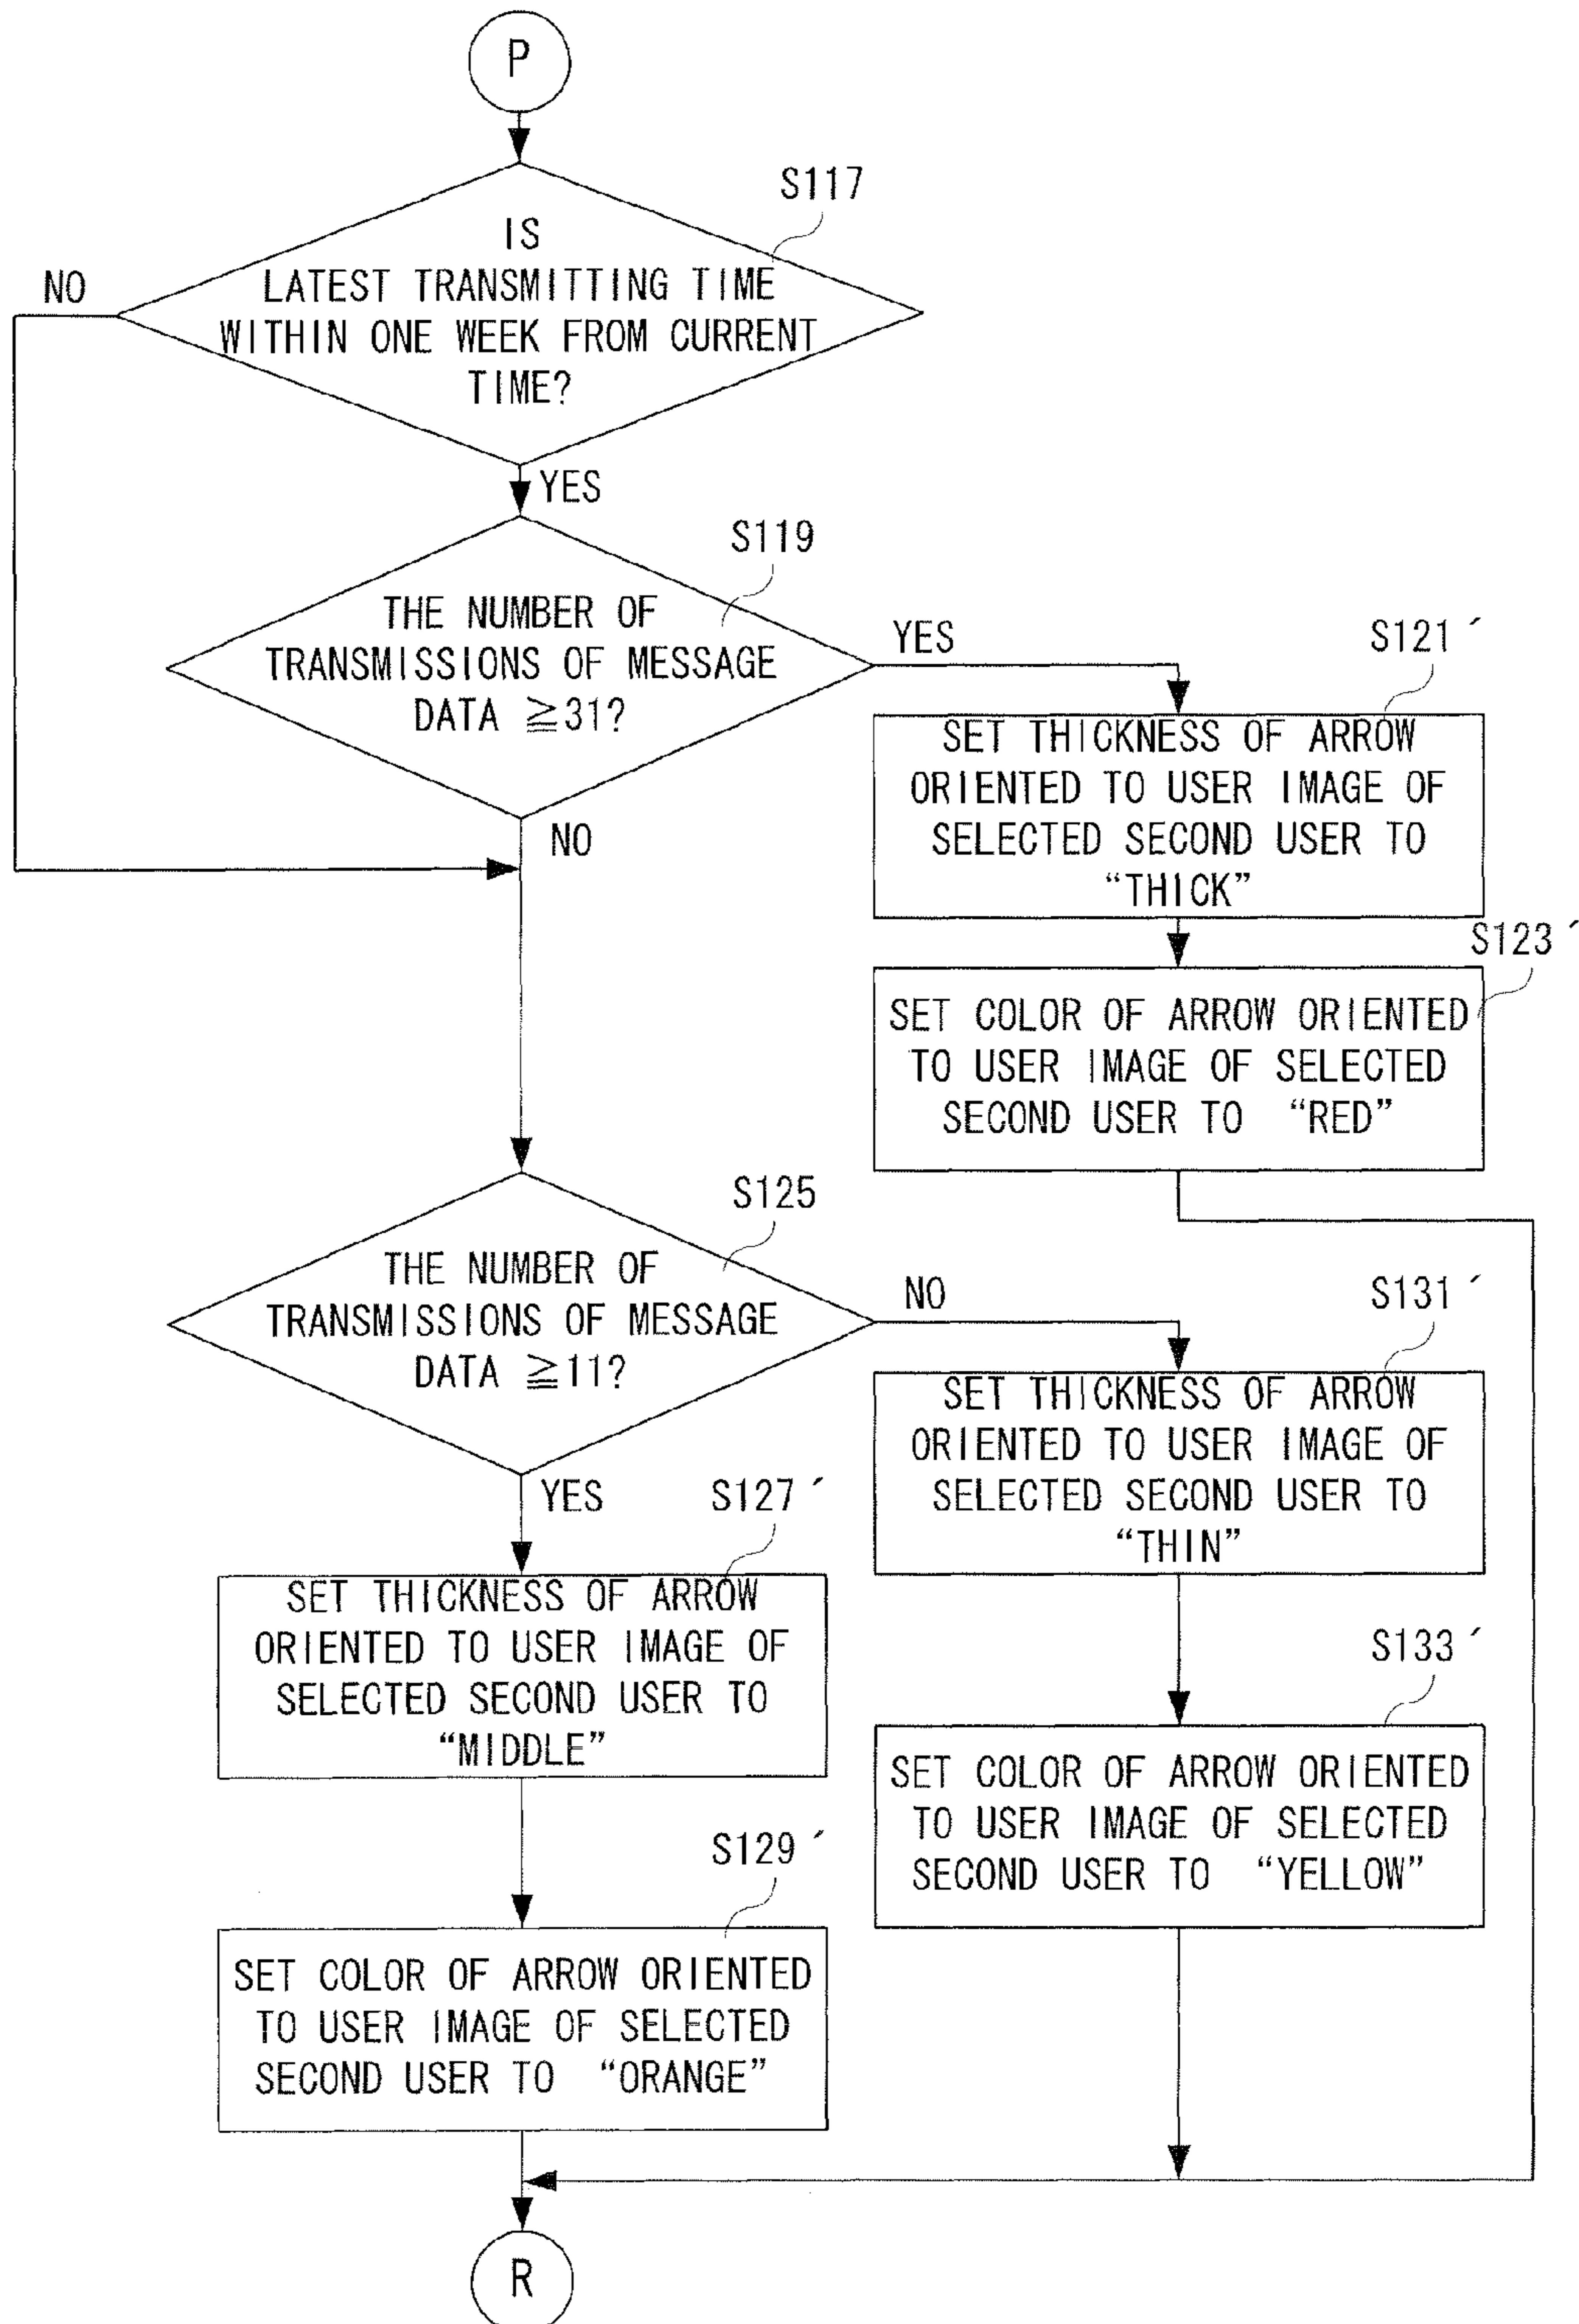 P
S117
IS
LATEST TRANSMITTING TIME
WITHIN ONE WEEK FROM CURRENT
TIME?
NO
YES
S119
THE NUMBER OF
TRANSMISSIONS OF MESSAGE
DATA ≧31?
YES
NO
S121´
SET THICKNESS OF ARROW
ORIENTED TO USER IMAGE OF
SELECTED SECOND USER TO
“THICK”
S123´
SET COLOR OF ARROW ORIENTED
TO USER IMAGE OF SELECTED
SECOND USER TO “RED”
S125
THE NUMBER OF
TRANSMISSIONS OF MESSAGE
DATA ≧11?
NO
YES
S131´
SET THICKNESS OF ARROW
ORIENTED TO USER IMAGE OF
SELECTED SECOND USER TO
“THIN”
S127´
SET THICKNESS OF ARROW
ORIENTED TO USER IMAGE OF
SELECTED SECOND USER TO
“MIDDLE”
S133´
SET COLOR OF ARROW ORIENTED
TO USER IMAGE OF SELECTED
SECOND USER TO “YELLOW”
S129´
SET COLOR OF ARROW ORIENTED
TO USER IMAGE OF SELECTED
SECOND USER TO “ORANGE”
R